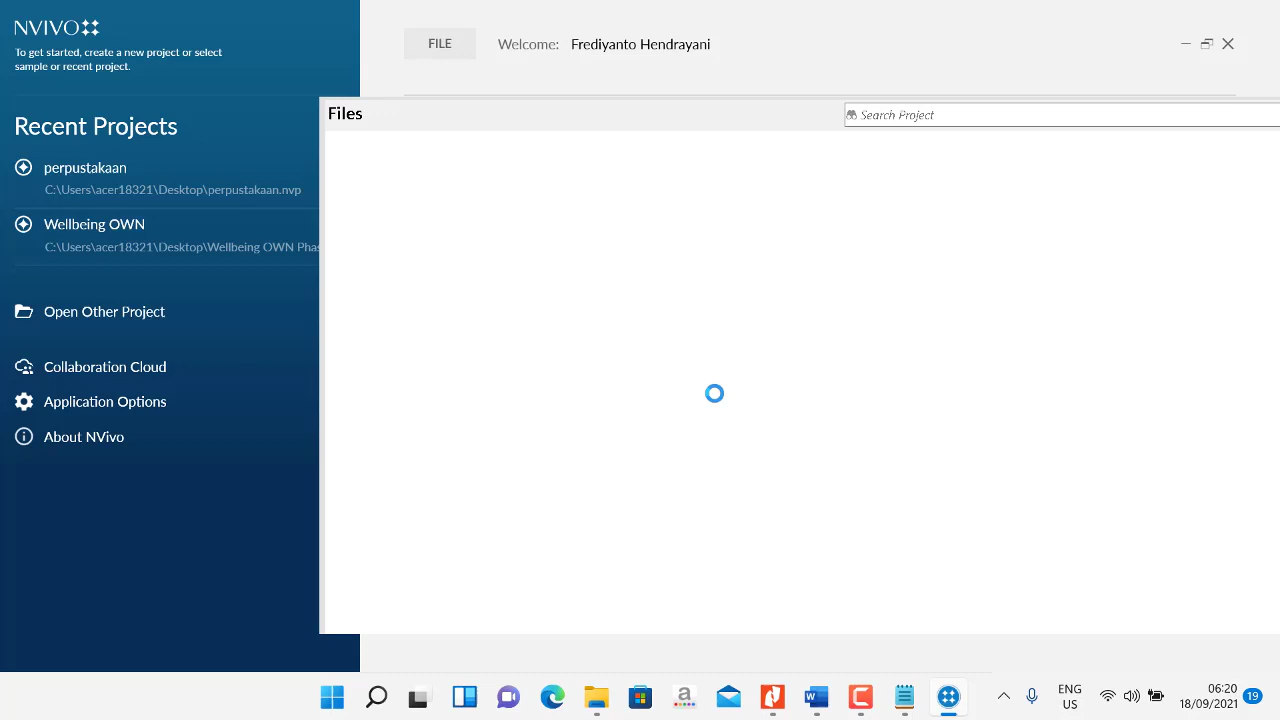 NVIVO
To get started, create a new project or select
sample or recent project.
Recent Projects
perpustakaan
C:\Users\acer18321\Desktop\perpustakaan.nvp
Wellbeing OWN
C:\Users\acer18321\Desktop\Wellbeing OWN Phas
Open Other Project
Collaboration Cloud
Application Options
About NVivo
FILE
Welcome: Frediyanto Hendrayani
Files
Search Project
a
ENG
US
06:20
18/09/2021
19